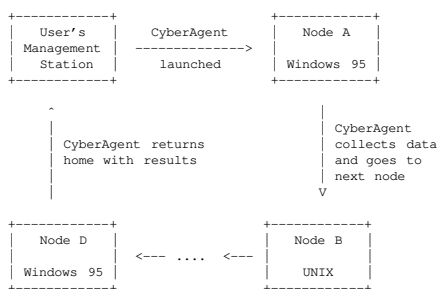 User's Management Station
CyberAgent launched
Node A
Windows 95
CyberAgent collects data and goes to next node
CyberAgent returns home with results
Node D
Windows 95
<--- .... <---
Node B
UNIX